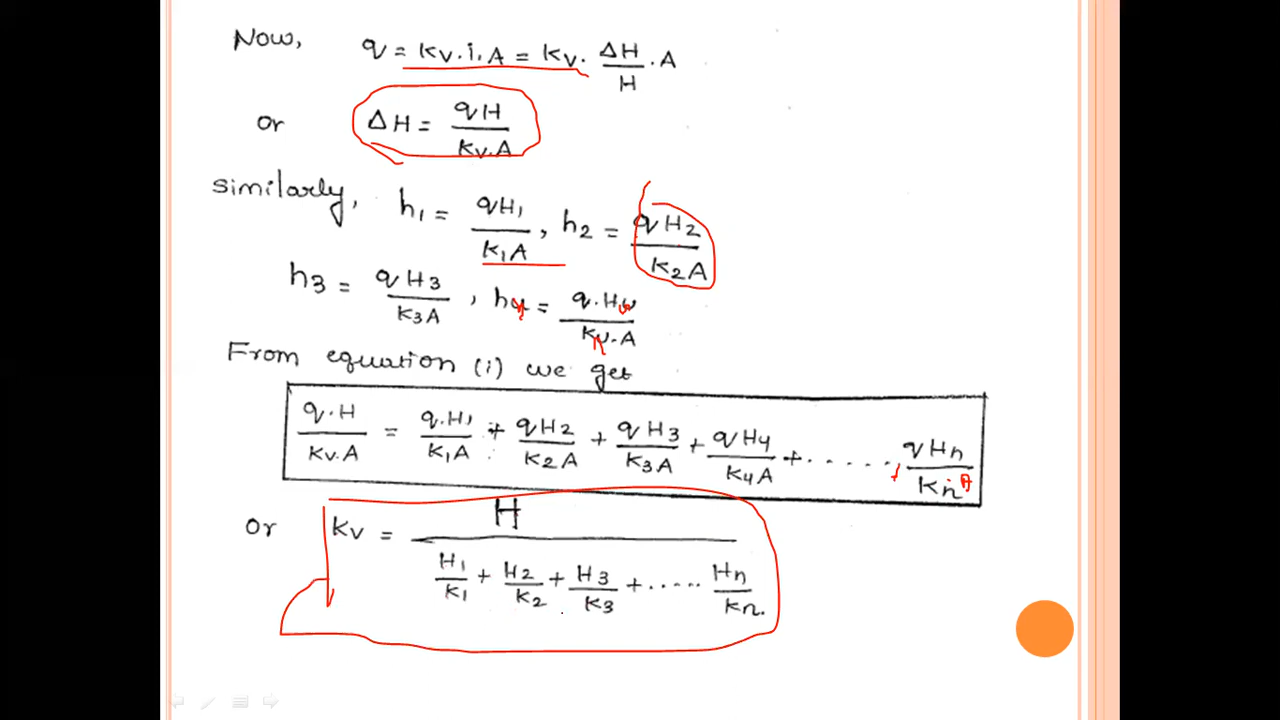 Now, q = Kv.i.A = Kv. ΔH/H . A
or ΔH = qH/Kv.A
similarly, h1 = qH1/K1A, h2 = qH2/K2A
h3 = qH3/K3A, h4 = q.H4/K4.A
From equation (i) we get
q.H/Kv.A = q.H1/K1A + qH2/K2A + qH3/K3A + qH4/K4A + ...... + qHn/KnA
or Kv = H / H1/K1 + H2/K2 + H3/K3 + ..... Hn/Kn.